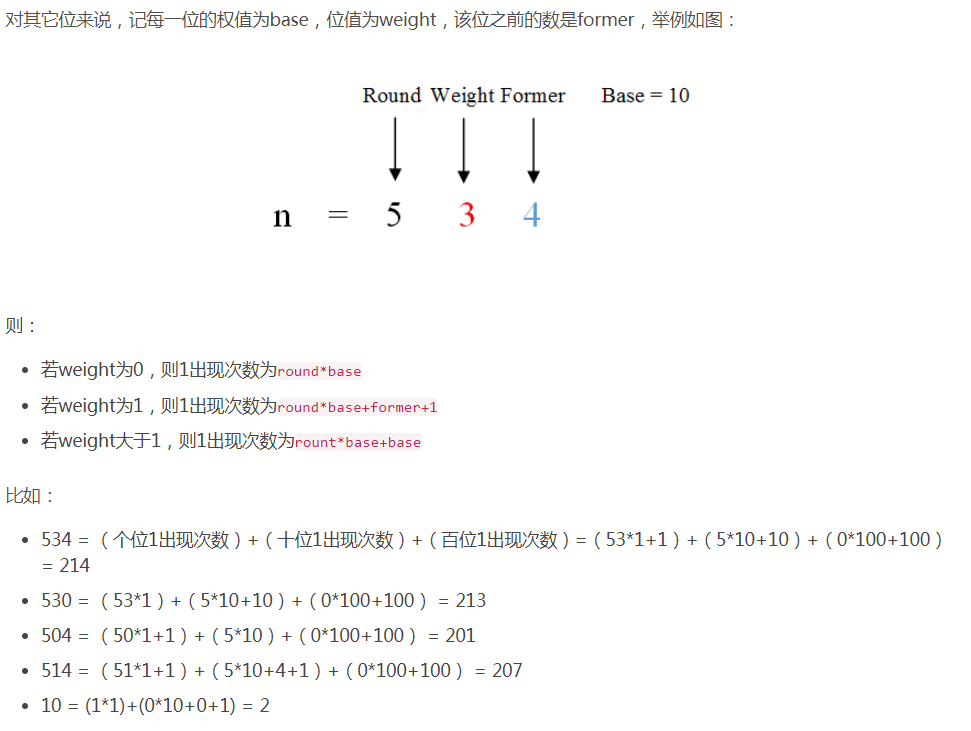 对其它位来说，记每一位的权值为base，位值为weight，该位之前的数是former，举例如图：
Round Weight Former Base = 10
n = 5 3 4
则：
• 若weight为0，则1出现次数为round*base
• 若weight为1，则1出现次数为round*base+former+1
• 若weight大于1，则1出现次数为rount*base+base
比如：
• 534 =（个位1出现次数）+（十位1出现次数）+（百位1出现次数）=（53*1+1）+（5*10+10）+（0*100+100）
= 214
• 530 =（53*1）+（5*10+10）+（0*100+100）= 213
• 504 =（50*1+1）+（5*10）+（0*100+100）= 201
• 514 =（51*1+1）+（5*10+4+1）+（0*100+100）= 207
• 10 = (1*1)+(0*10+0+1) = 2